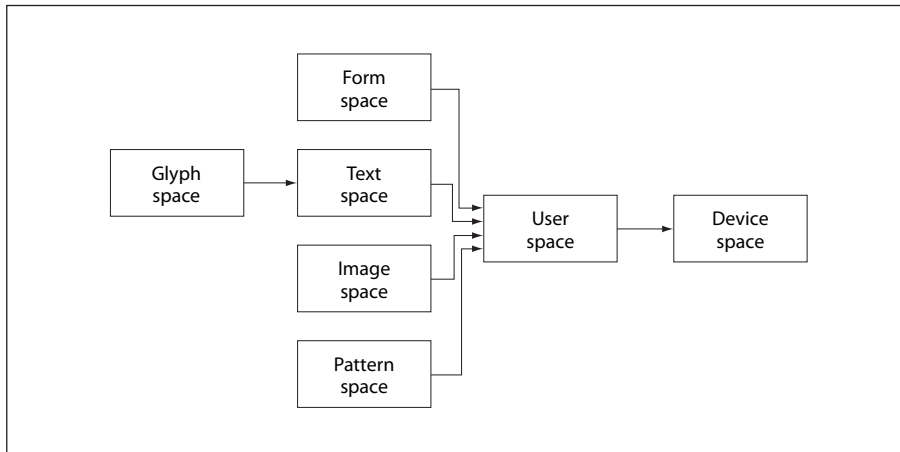 Form
space
Glyph
space
Text
space
User
space
Device
space
Image
space
Pattern
space